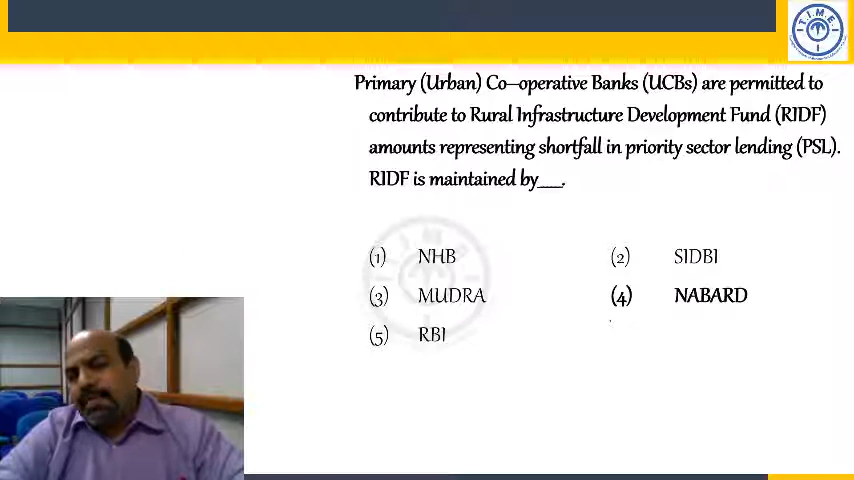 T.I.M.E.
Primary (Urban) Co–operative Banks (UCBs) are permitted to
contribute to Rural Infrastructure Development Fund (RIDF)
amounts representing shortfall in priority sector lending (PSL).
RIDF is maintained by___.
(1) NHB (2) SIDBI
(3) MUDRA (4) NABARD
(5) RBI